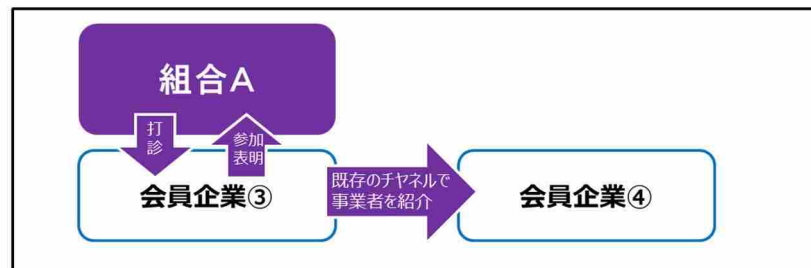 組合A
打
診
参加
表明
会員企業③
既存のチヤネルで
事業者を紹介
会員企業④